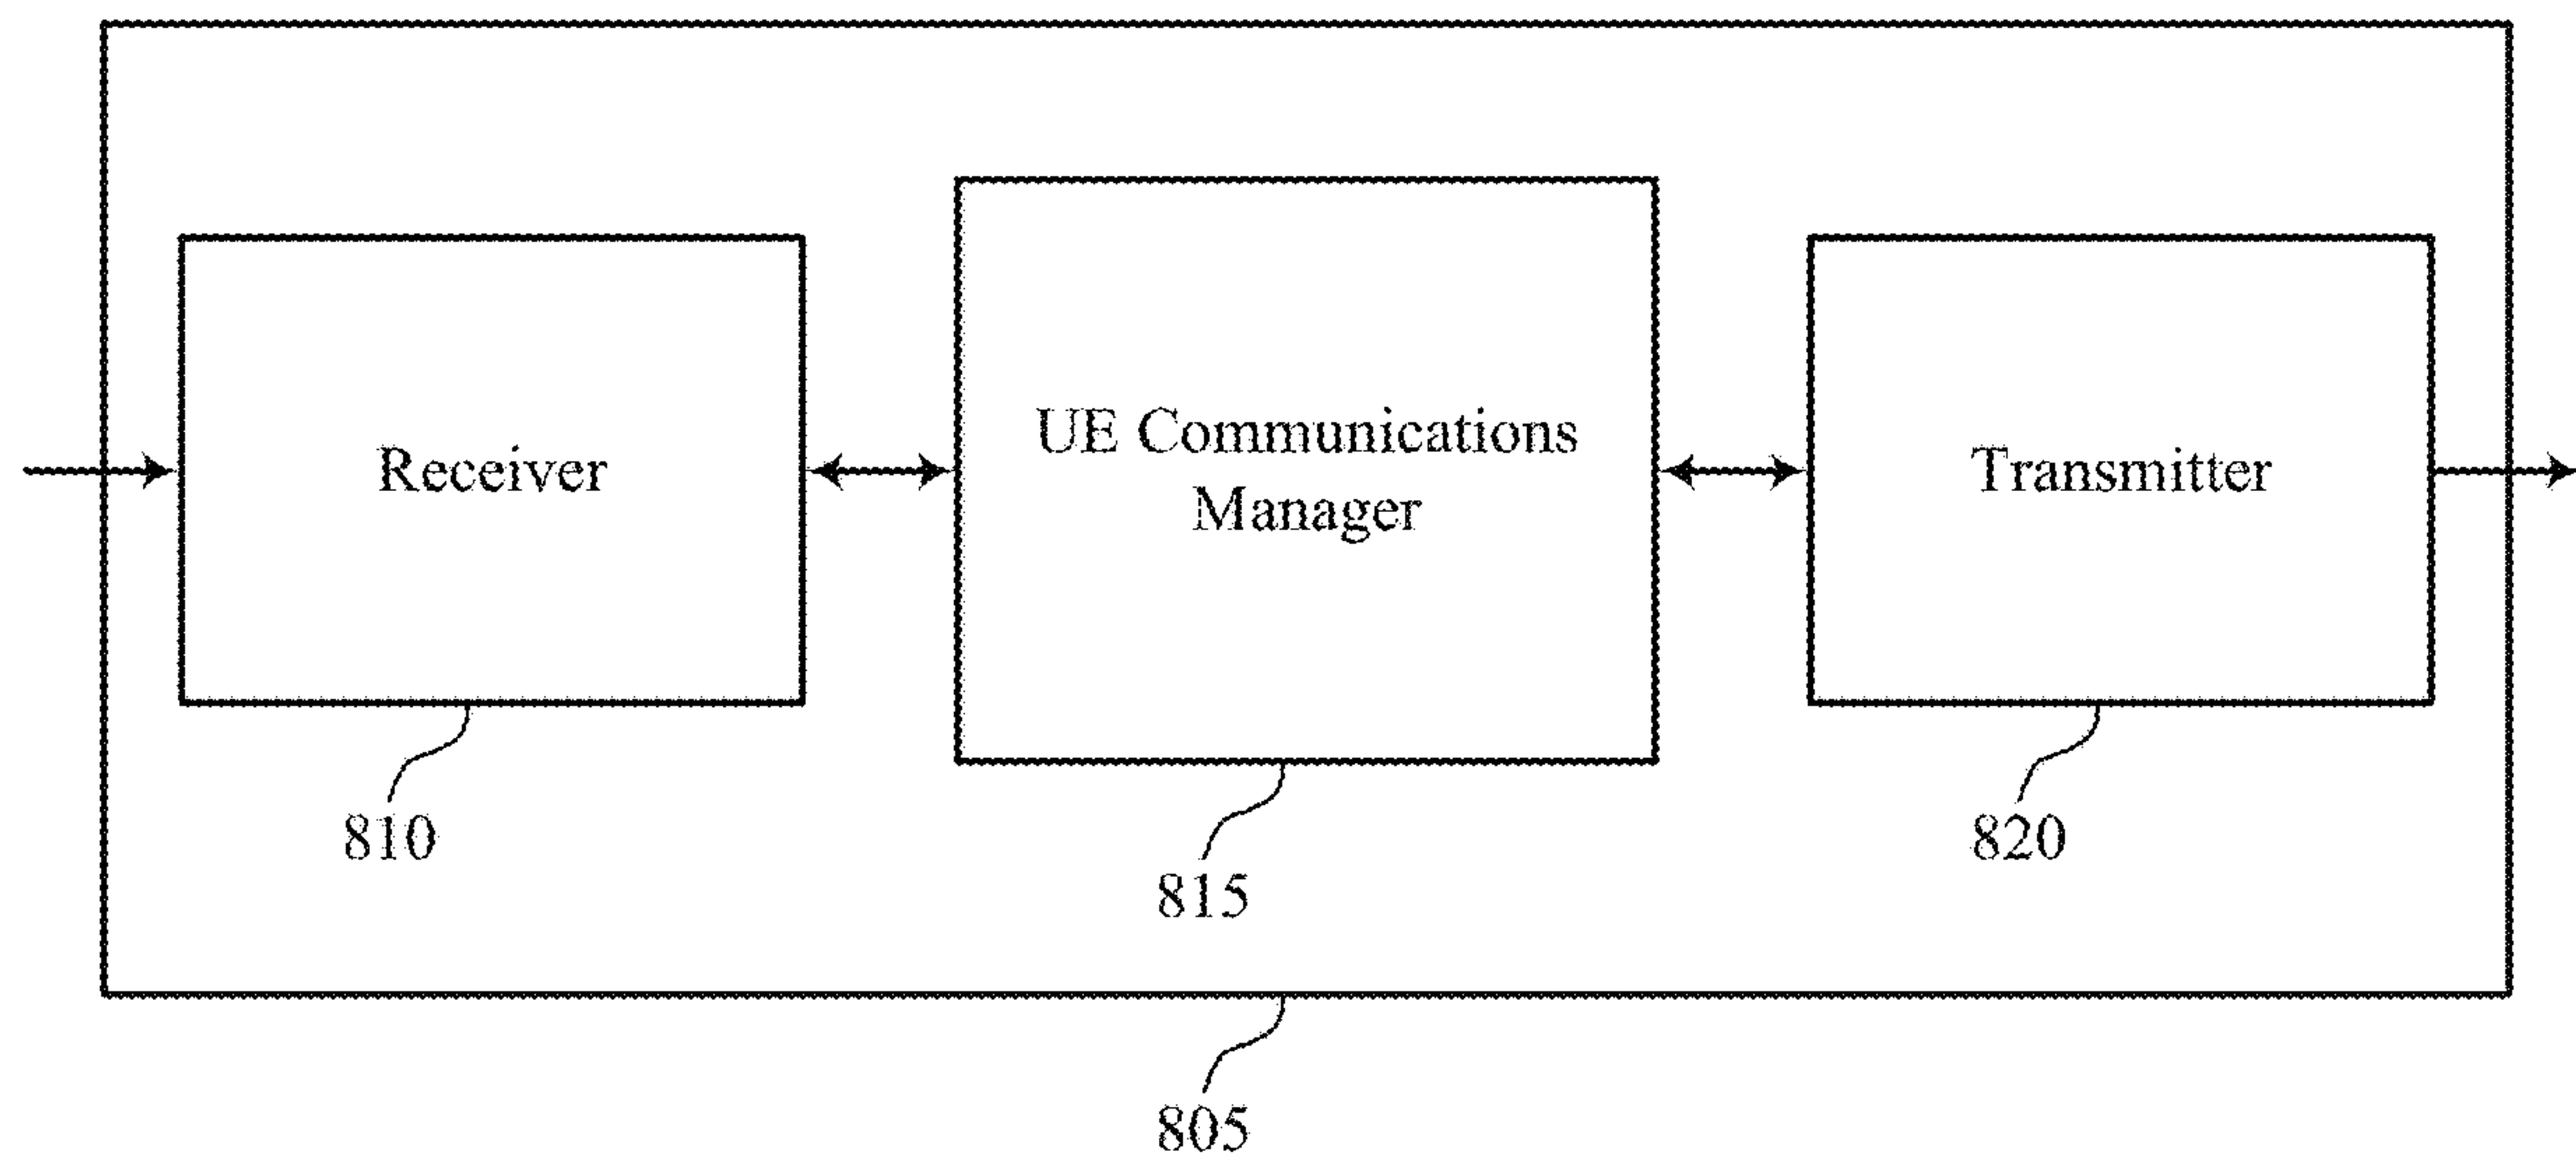 Receiver
UE Communications
Manager
Transmitter
810
815
820
805